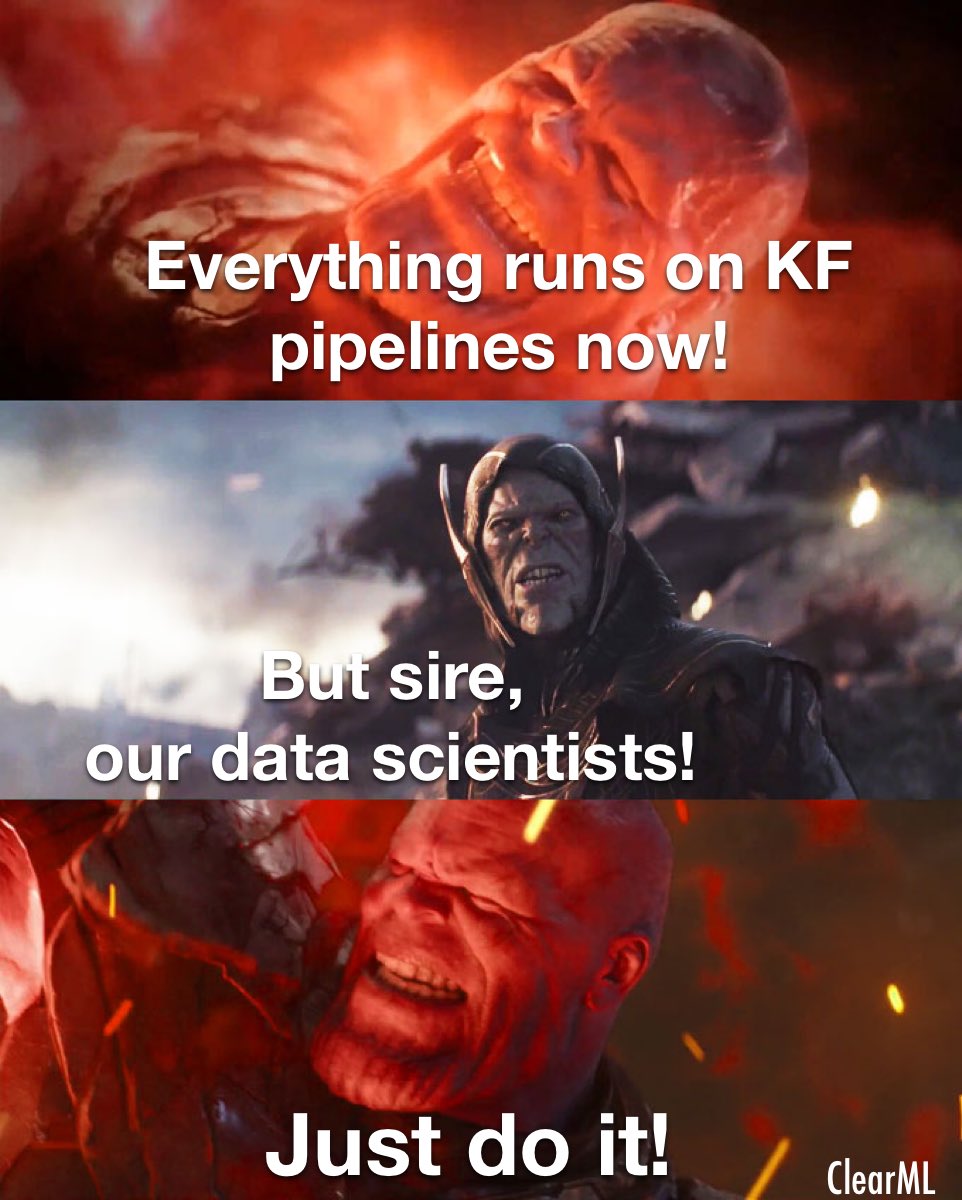 Everything runs on KF
pipelines now!
But sire,
our data scientists!
Just do it!
ClearML